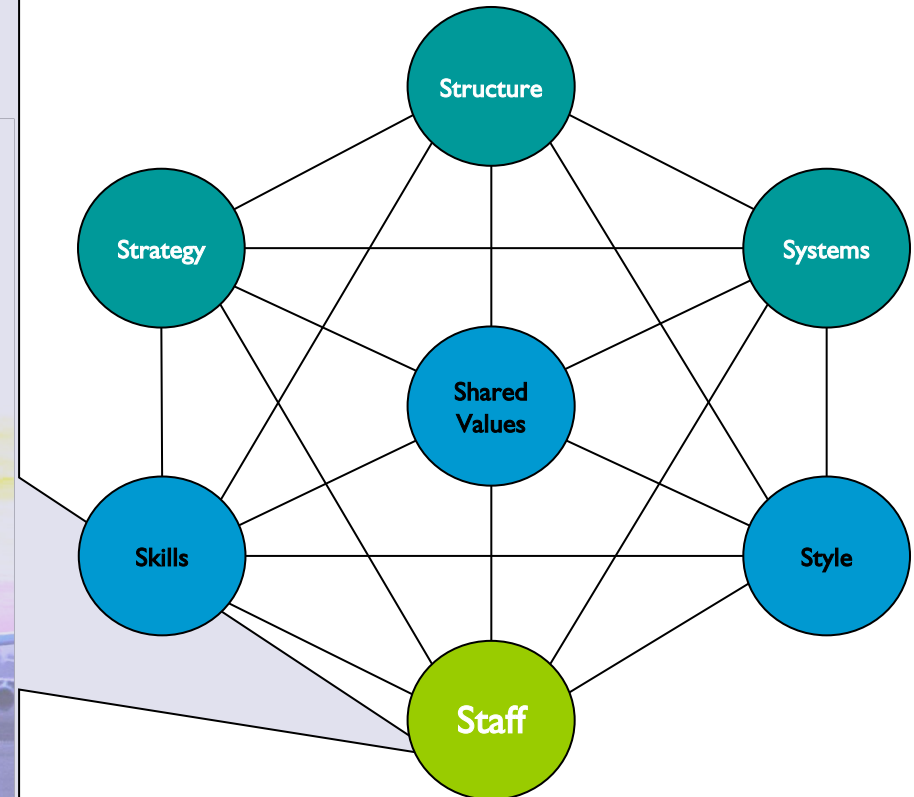 Structure
Strategy
Systems
Shared
Values
Skills
Style
Staff